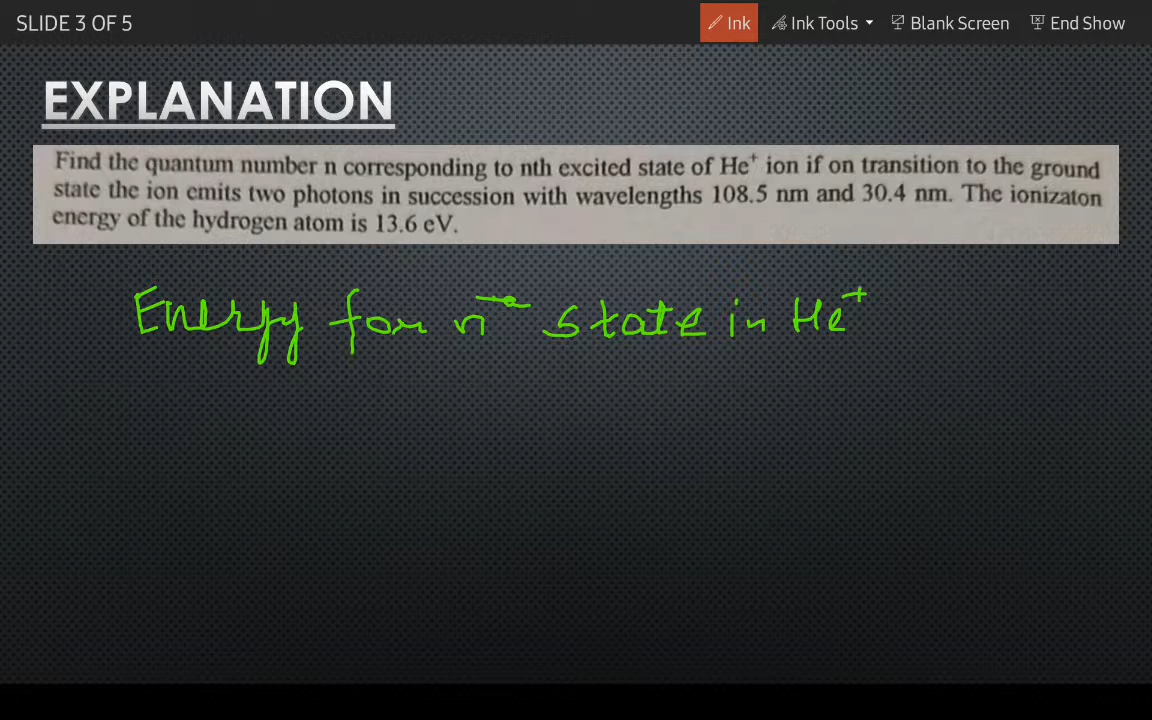 SLIDE 3 OF 5
Ink
Ink Tools
Blank Screen
End Show
EXPLANATION
Find the quantum number n corresponding to nth excited state of He⁺ ion if on transition to the ground
state the ion emits two photons in succession with wavelengths 108.5 nm and 30.4 nm. The ionizaton
energy of the hydrogen atom is 13.6 eV.
Energy for n state in He⁺